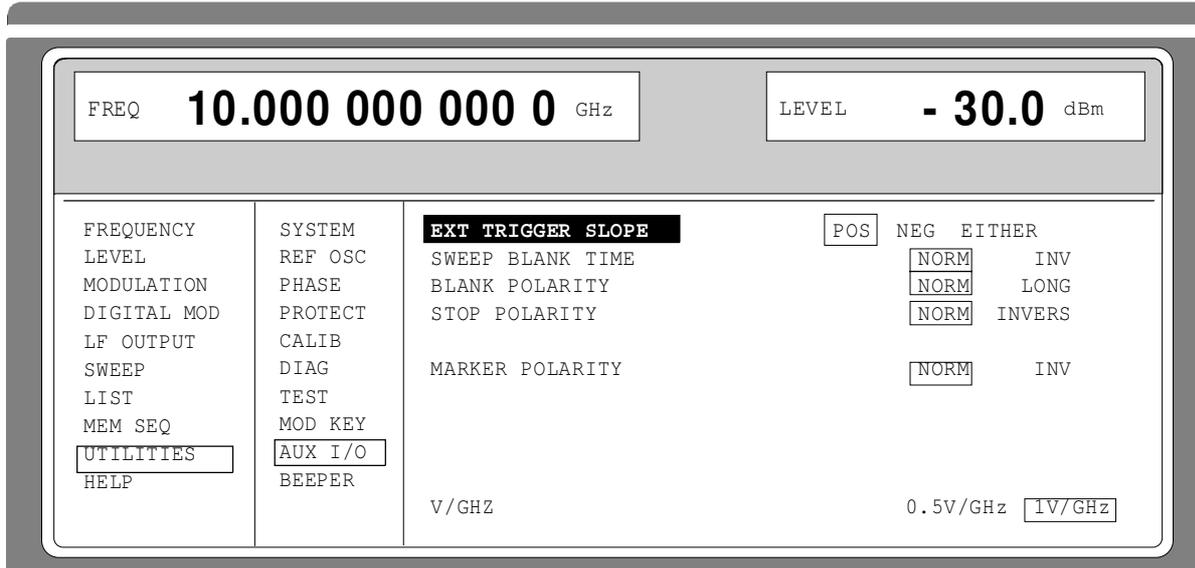 FREQ 10.000 000 000 0 GHz LEVEL - 30.0 dBm
FREQUENCY SYSTEM EXT TRIGGER SLOPE POS NEG EITHER
LEVEL REF OSC SWEEP BLANK TIME NORM INV
MODULATION PHASE BLANK POLARITY NORM LONG
DIGITAL MOD PROTECT STOP POLARITY NORM INVERS
LF OUTPUT CALIB
SWEEP DIAG MARKER POLARITY NORM INV
LIST TEST
MEM SEQ MOD KEY
UTILITIES AUX I/O
HELP BEEPER
V/GHZ 0.5V/GHz 1V/GHz